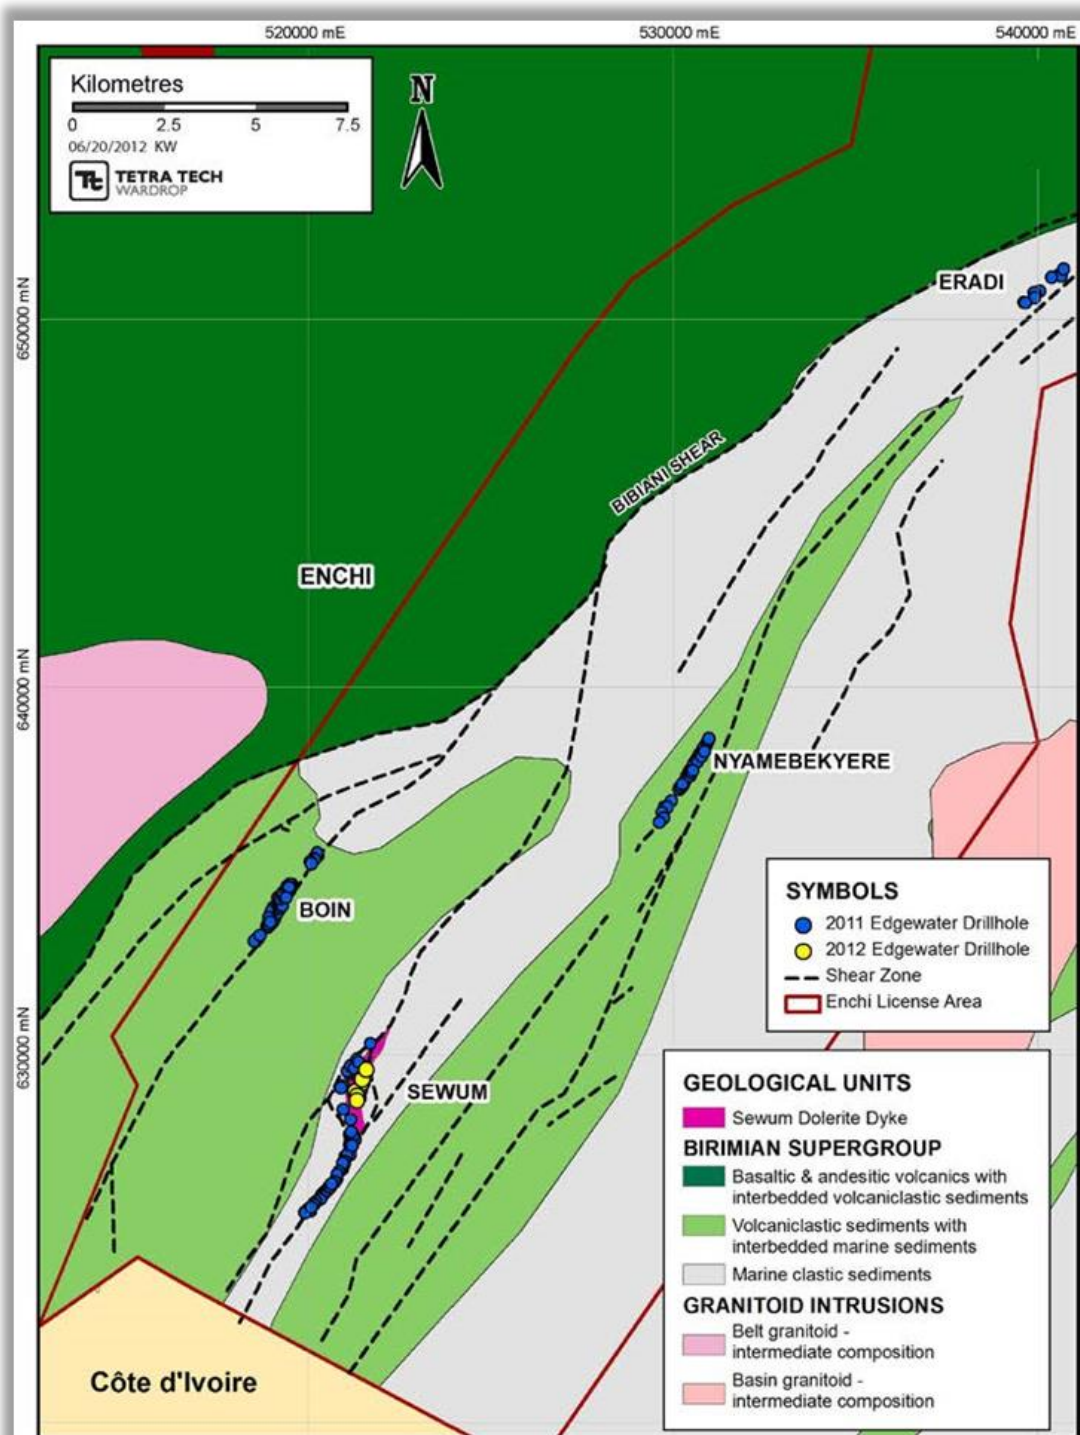 520000 mE
530000 mE
540000 mE
Kilometres
0 2.5 5 7.5
06/20/2012 KW
Tt TETRA TECH
WARDROP
N
650000 mN
ERADI
BIBIANI SHEAR
ENCHI
640000 mN
NYAMEBEKYERE
BOIN
SYMBOLS
2011 Edgewater Drillhole
2012 Edgewater Drillhole
Shear Zone
Enchi License Area
630000 mN
SEWUM
GEOLOGICAL UNITS
Sewum Dolerite Dyke
BIRIMIAN SUPERGROUP
Basaltic & andesitic volcanics with
interbedded volcaniclastic sediments
Volcaniclastic sediments with
interbedded marine sediments
Marine clastic sediments
GRANITOID INTRUSIONS
Belt granitoid -
intermediate composition
Basin granitoid -
intermediate composition
Côte d'Ivoire